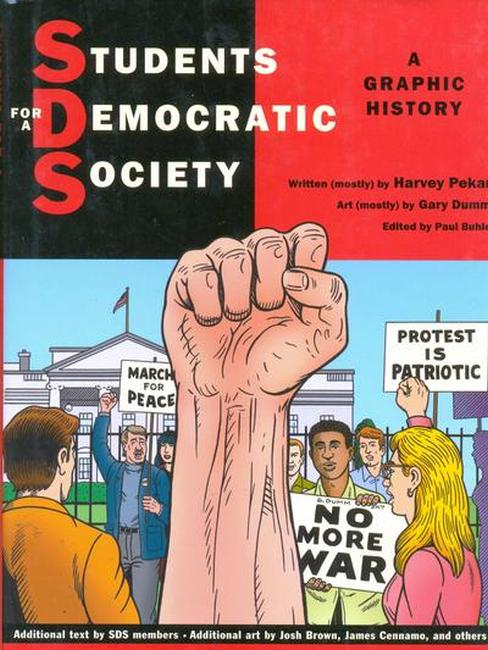 STUDENTS
FOR A DEMOCRATIC
SOCIETY
A
GRAPHIC
HISTORY
Written (mostly) by Harvey Pekar
Art (mostly) by Gary Dumm
Edited by Paul Buhle
PROTEST
IS
PATRIOTIC
MARCH
FOR
PEACE
G. DUMM
NO
MORE
WAR
Additional text by SDS members • Additional art by Josh Brown, James Cennamo, and others